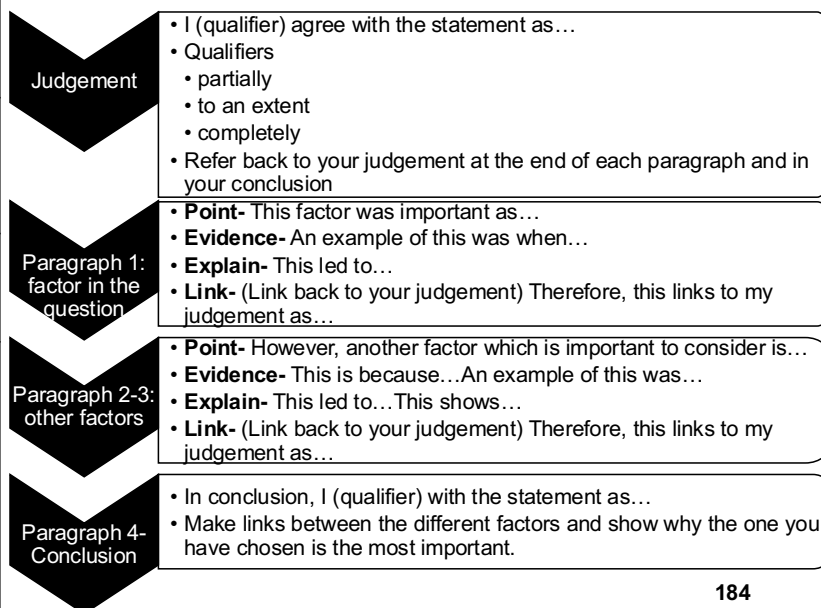 Judgement
• I (qualifier) agree with the statement as…
• Qualifiers
• partially
• to an extent
• completely
• Refer back to your judgement at the end of each paragraph and in
your conclusion
Paragraph 1:
factor in the
question
• Point- This factor was important as…
• Evidence- An example of this was when…
• Explain- This led to…
• Link- (Link back to your judgement) Therefore, this links to my
judgement as…
Paragraph 2-3:
other factors
• Point- However, another factor which is important to consider is…
• Evidence- This is because…An example of this was…
• Explain- This led to…This shows…
• Link- (Link back to your judgement) Therefore, this links to my
judgement as…
Paragraph 4-
Conclusion
• In conclusion, I (qualifier) with the statement as…
• Make links between the different factors and show why the one you
have chosen is the most important.
184